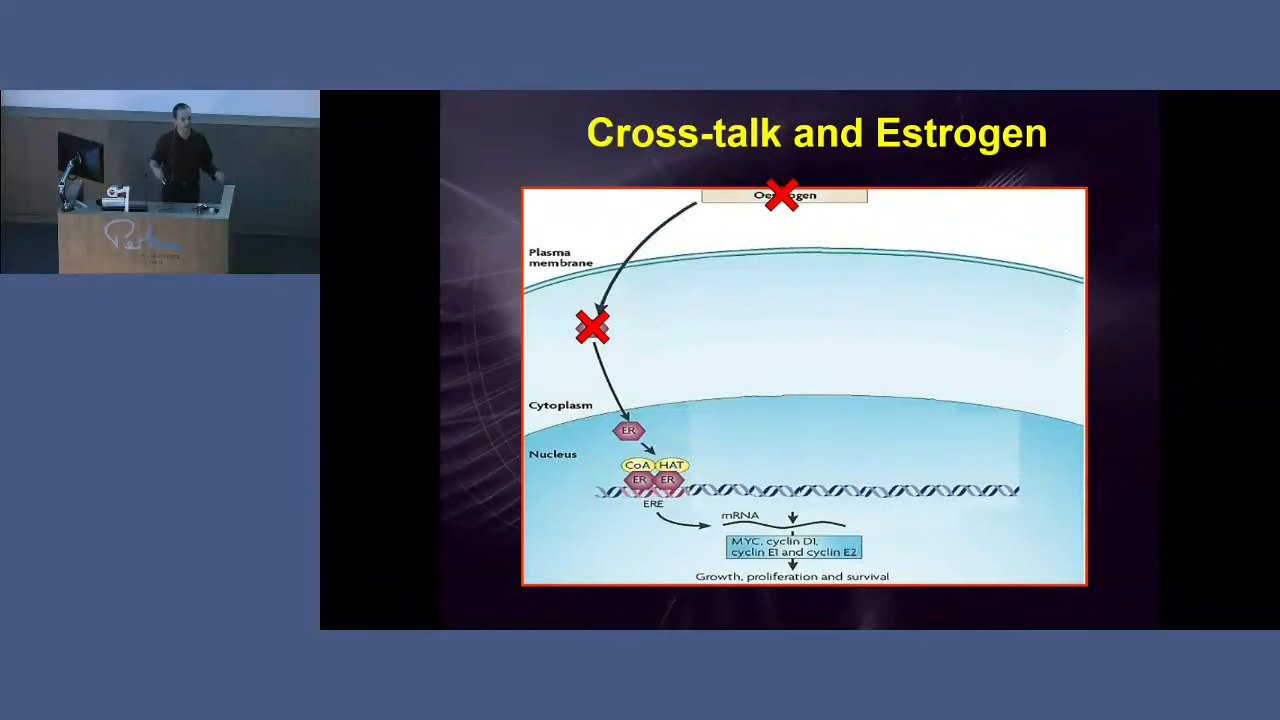 Cross-talk and Estrogen
Plasma
membrane
Cytoplasm
ER
Nucleus
CoA HAT
ER ER
ERE
mRNA
MYC, cyclin D1,
cyclin E1 and cyclin E2
Growth, proliferation and survival